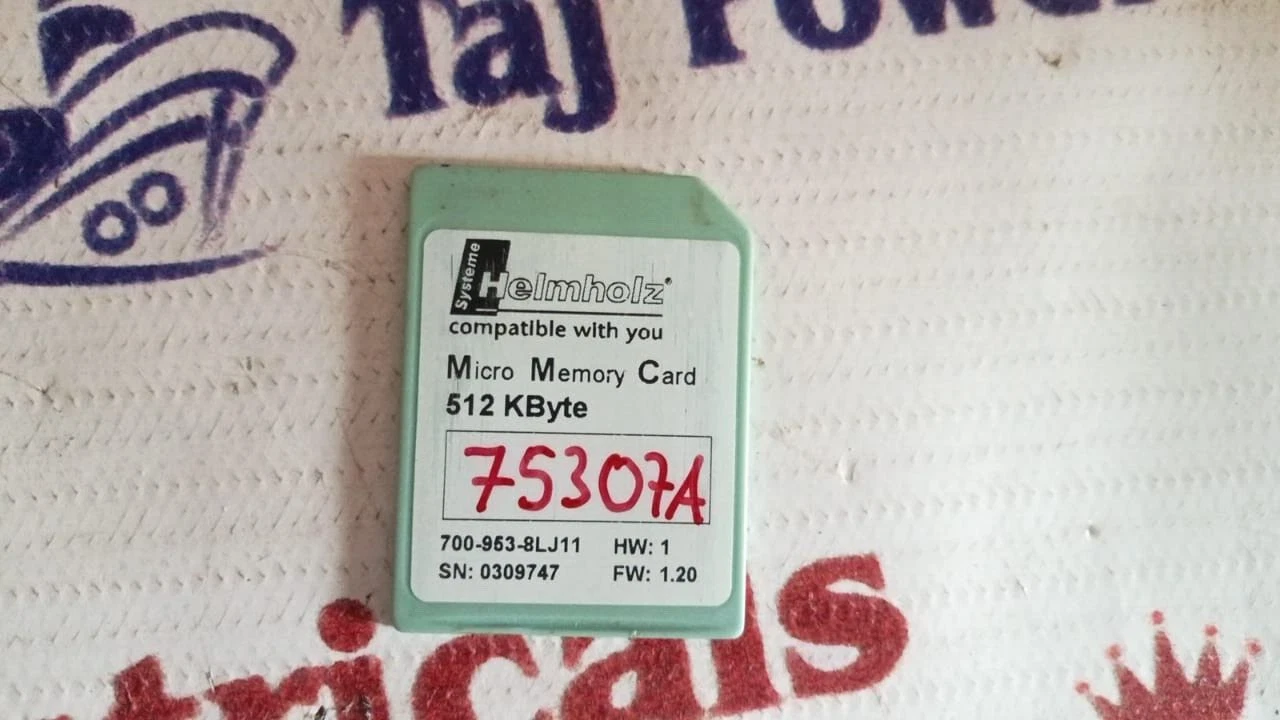 Taj Power
Systeme
Helmholz®
compatible with you
Micro Memory Card
512 KByte
75307A
700-953-8LJ11 HW: 1
SN: 0309747 FW: 1.20
tricals